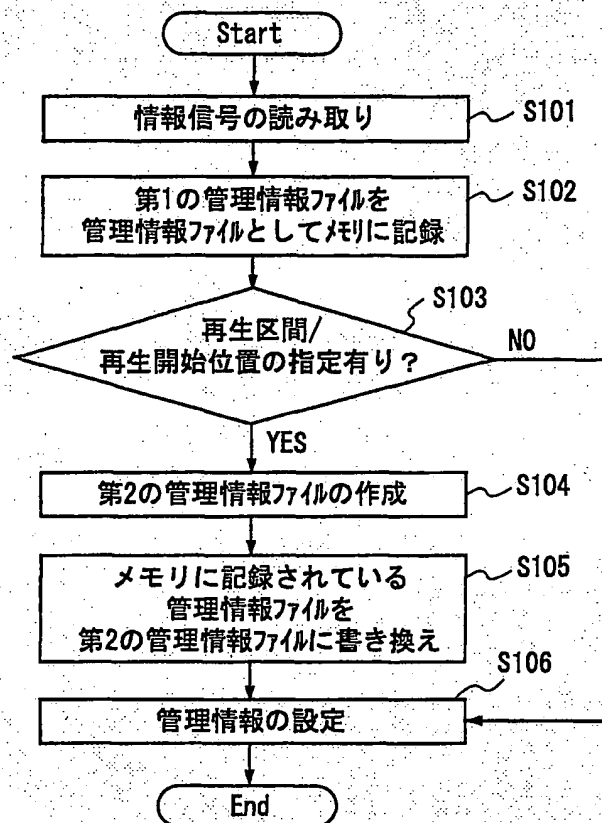 Start
情報信号の読み取り
S101
第1の管理情報ファイルを
管理情報ファイルとしてメモリに記録
S102
S103
再生区間/
再生開始位置の指定有り?
NO
YES
第2の管理情報ファイルの作成
S104
メモリに記録されている
管理情報ファイルを
第2の管理情報ファイルに書き換え
S105
S106
管理情報の設定
End